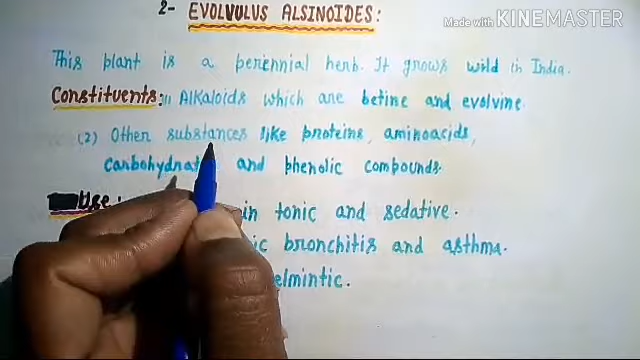 2- EVOLVULUS ALSINOIDES:
Made with KINEMASTER
This plant is a perennial herb. It grows wild in India.
Constituents:(1) Alkaloids which are betine and evolvine
(2) Other substances like proteins, aminoacids,
carbohydrat and phenolic compounds.
Use: in tonic and sedative.
ic bronchitis and asthma.
elmintic.